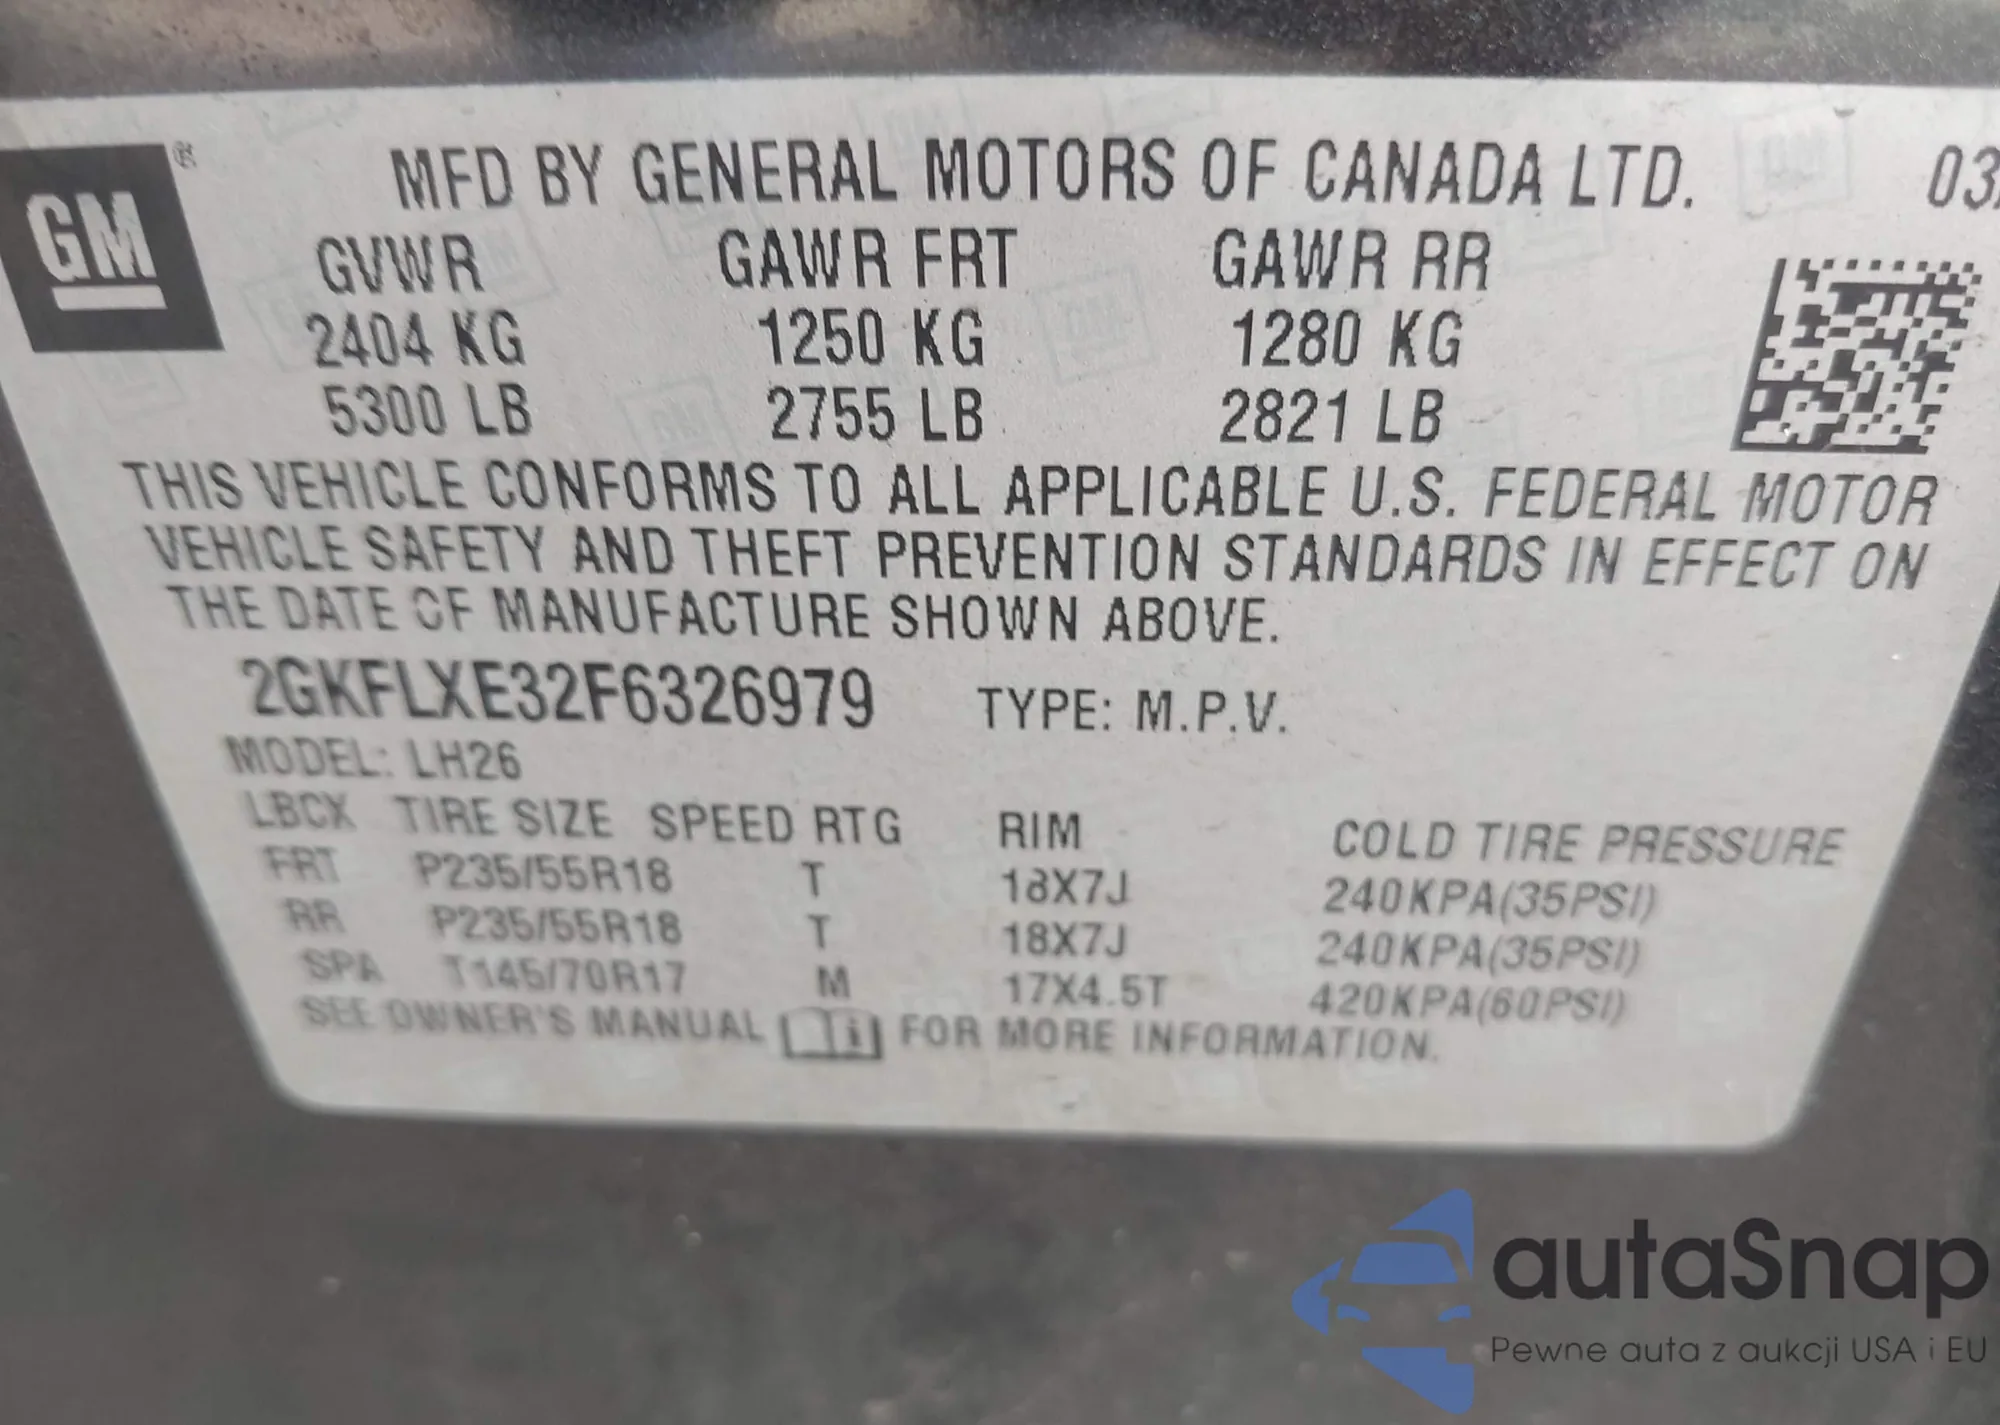 GM ®
MFD BY GENERAL MOTORS OF CANADA LTD. 03/
GVWR GAWR FRT GAWR RR
2404 KG 1250 KG 1280 KG
5300 LB 2755 LB 2821 LB
THIS VEHICLE CONFORMS TO ALL APPLICABLE U.S. FEDERAL MOTOR
VEHICLE SAFETY AND THEFT PREVENTION STANDARDS IN EFFECT ON
THE DATE OF MANUFACTURE SHOWN ABOVE.
2GKFLXE32F6326979 TYPE: M.P.V.
MODEL: LH26
LBCX TIRE SIZE SPEED RTG RIM COLD TIRE PRESSURE
FRT P235/55R18 T 18X7J 240KPA(35PSI)
RR P235/55R18 T 18X7J 240KPA(35PSI)
SPA T145/70R17 M 17X4.5T 420KPA(60PSI)
SEE OWNER'S MANUAL i FOR MORE INFORMATION.
autaSnap
Pewne auta z aukcji USA i EU